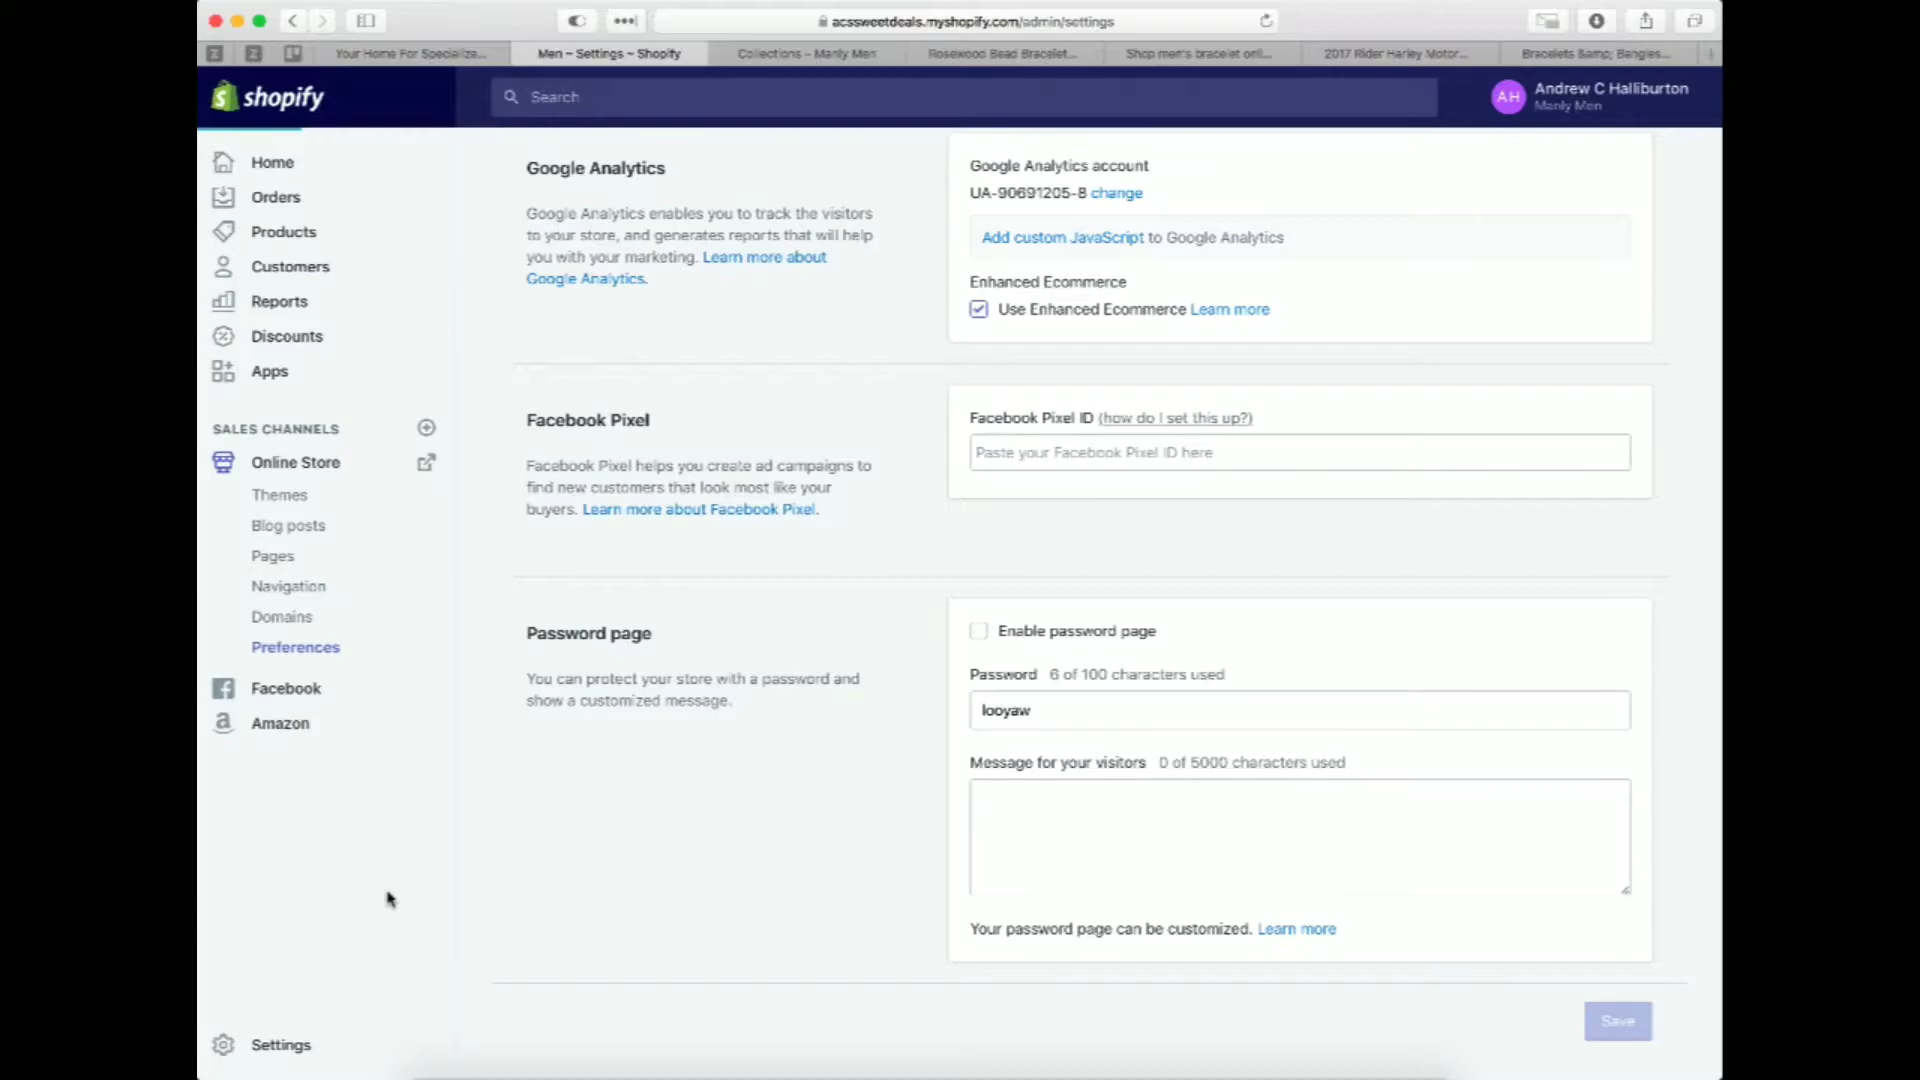 acssweetdeals.myshopify.com/admin/settings
Your Home For Specialize...
Men ~ Settings ~ Shopify
Collections – Manly Men
Rosewood Bead Bracelet...
Shop men's bracelet onli...
2017 Rider Harley Motor...
Bracelets &amp; Bangles...
shopify
Search
AH
Andrew C Halliburton
Manly Men
Home
Orders
Products
Customers
Reports
Discounts
Apps
SALES CHANNELS
Online Store
Themes
Blog posts
Pages
Navigation
Domains
Preferences
Facebook
Amazon
Settings
Google Analytics
Google Analytics enables you to track the visitors
to your store, and generates reports that will help
you with your marketing. Learn more about
Google Analytics.
Google Analytics account
UA-90691205-8 change
Add custom JavaScript to Google Analytics
Enhanced Ecommerce
Use Enhanced Ecommerce Learn more
Facebook Pixel
Facebook Pixel helps you create ad campaigns to
find new customers that look most like your
buyers. Learn more about Facebook Pixel.
Facebook Pixel ID (how do I set this up?)
Paste your Facebook Pixel ID here
Password page
You can protect your store with a password and
show a customized message.
Enable password page
Password 6 of 100 characters used
looyaw
Message for your visitors 0 of 5000 characters used
Your password page can be customized. Learn more
Save